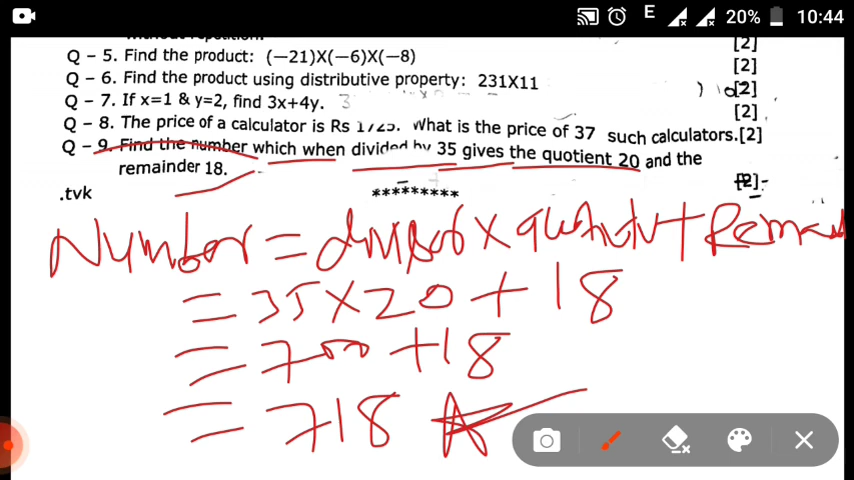 E 20% 10:44
without repetition. [2]
Q – 5. Find the product: (−21)X(−6)X(−8) [2]
Q – 6. Find the product using distributive property: 231X11 [2]
Q – 7. If x=1 & y=2, find 3x+4y. [2]
Q – 8. The price of a calculator is Rs 1725. What is the price of 37 such calculators.[2]
Q – 9. Find the number which when divided by 35 gives the quotient 20 and the
remainder 18. [2]
.tvk *********
Number = × +
= 35 × 20 + 18
= 700 + 18
= 718